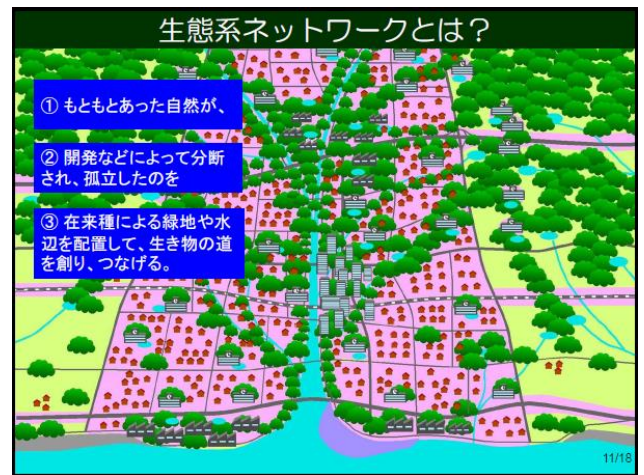 生態系ネットワークとは？
① もともとあった自然が、
② 開発などによって分断
され、孤立したのを
③ 在来種による緑地や水
辺を配置して、生き物の道
を創り、つなげる。
11/18